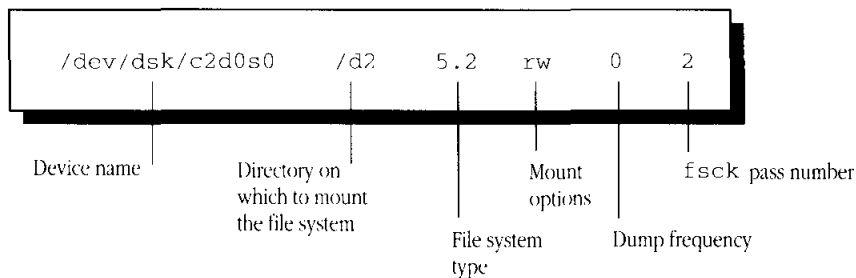 /dev/dsk/c2d0s0 /d2 5.2 rw 0 2
Device name
Directory on
which to mount
the file system
File system
type
Mount
options
Dump frequency
fsck pass number